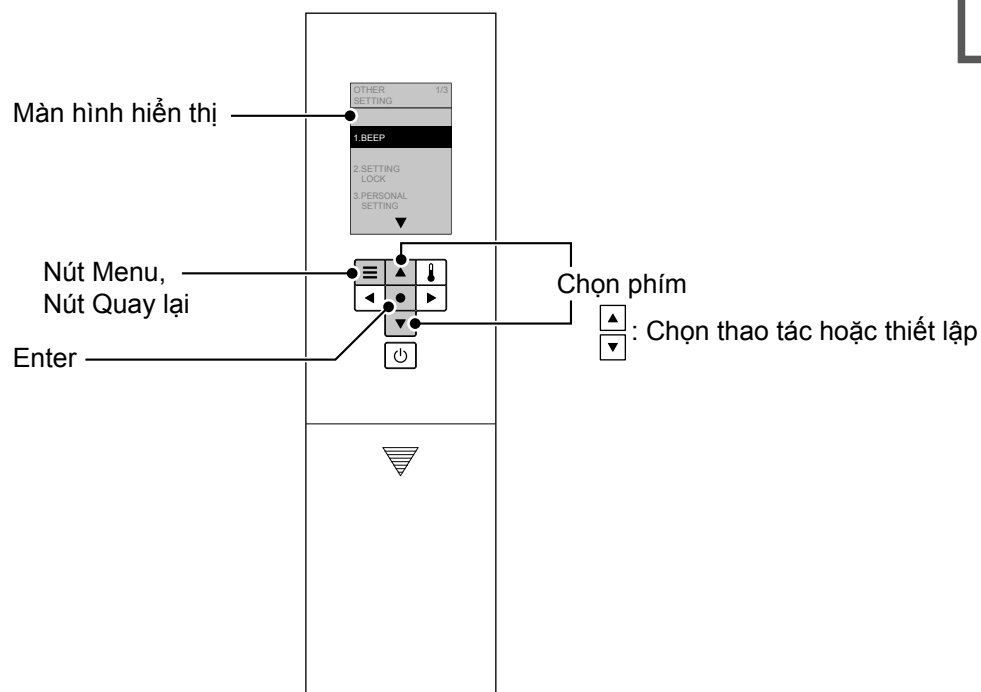 OTHER 1/3
SETTING
Màn hình hiển thị
1.BEEP
2.SETTING
LOCK
3.PERSONAL
SETTING
▼
Nút Menu,
Nút Quay lại
Chọn phím
▲
▼ : Chọn thao tác hoặc thiết lập
Enter